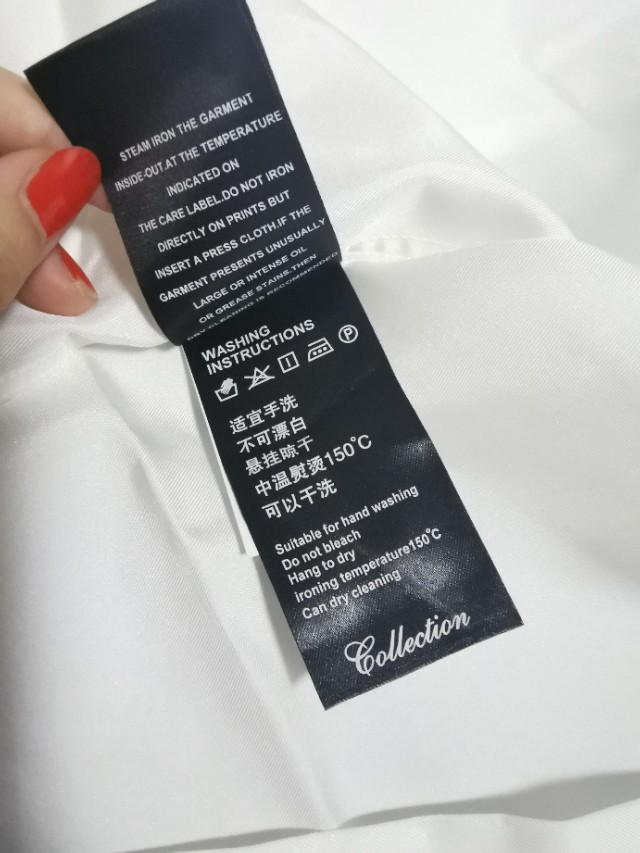 STEAM IRON THE GARMENT
INSIDE-OUT.AT THE TEMPERATURE
INDICATED ON
THE CARE LABEL.DO NOT IRON
DIRECTLY ON PRINTS BUT
INSERT A PRESS CLOTH.IF THE
GARMENT PRESENTS UNUSUALLY
LARGE OR INTENSE OIL
OR GREASE STAINS.THEN
DRY CLEANING IS RECOMMENDED
WASHING
INSTRUCTIONS
P
适宜手洗
不可漂白
悬挂晾干
中温熨烫150℃
可以干洗
Suitable for hand washing
Do not bleach
Hang to dry
ironing temperature150℃
Can dry cleaning
Collection